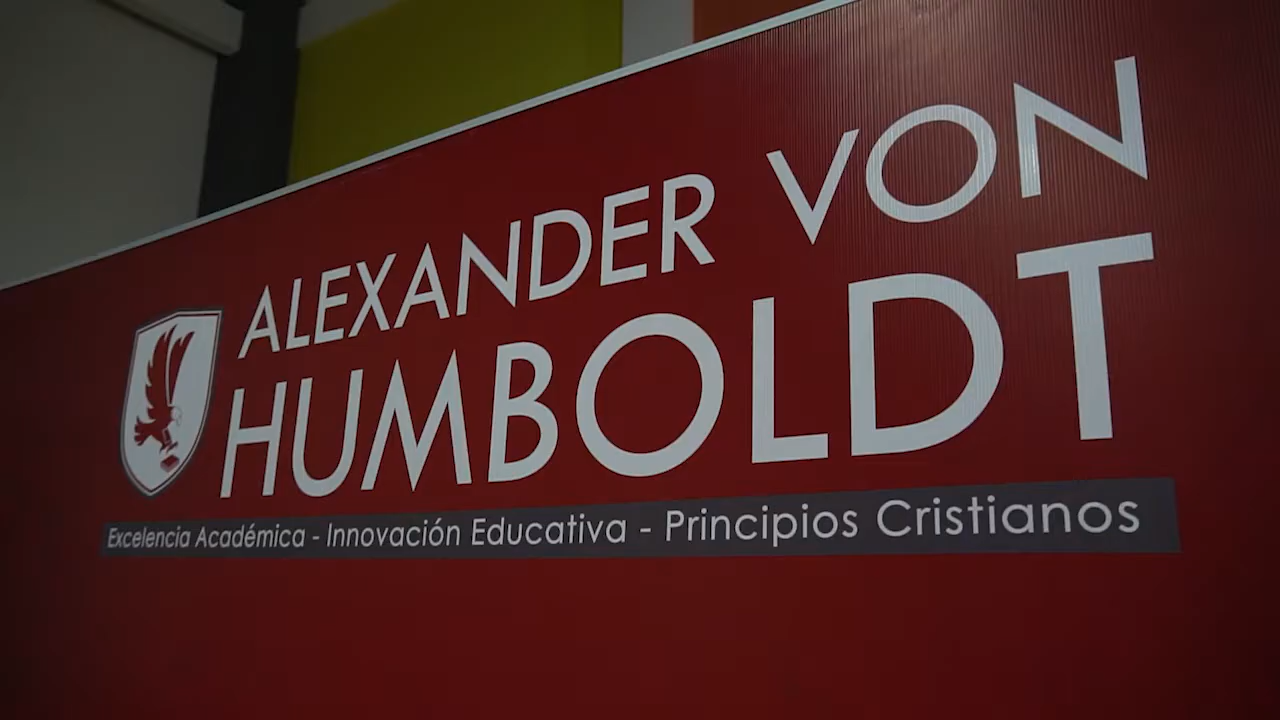 ALEXANDER VON
HUMBOLDT
Excelencia Académica - Innovación Educativa - Principios Cristianos